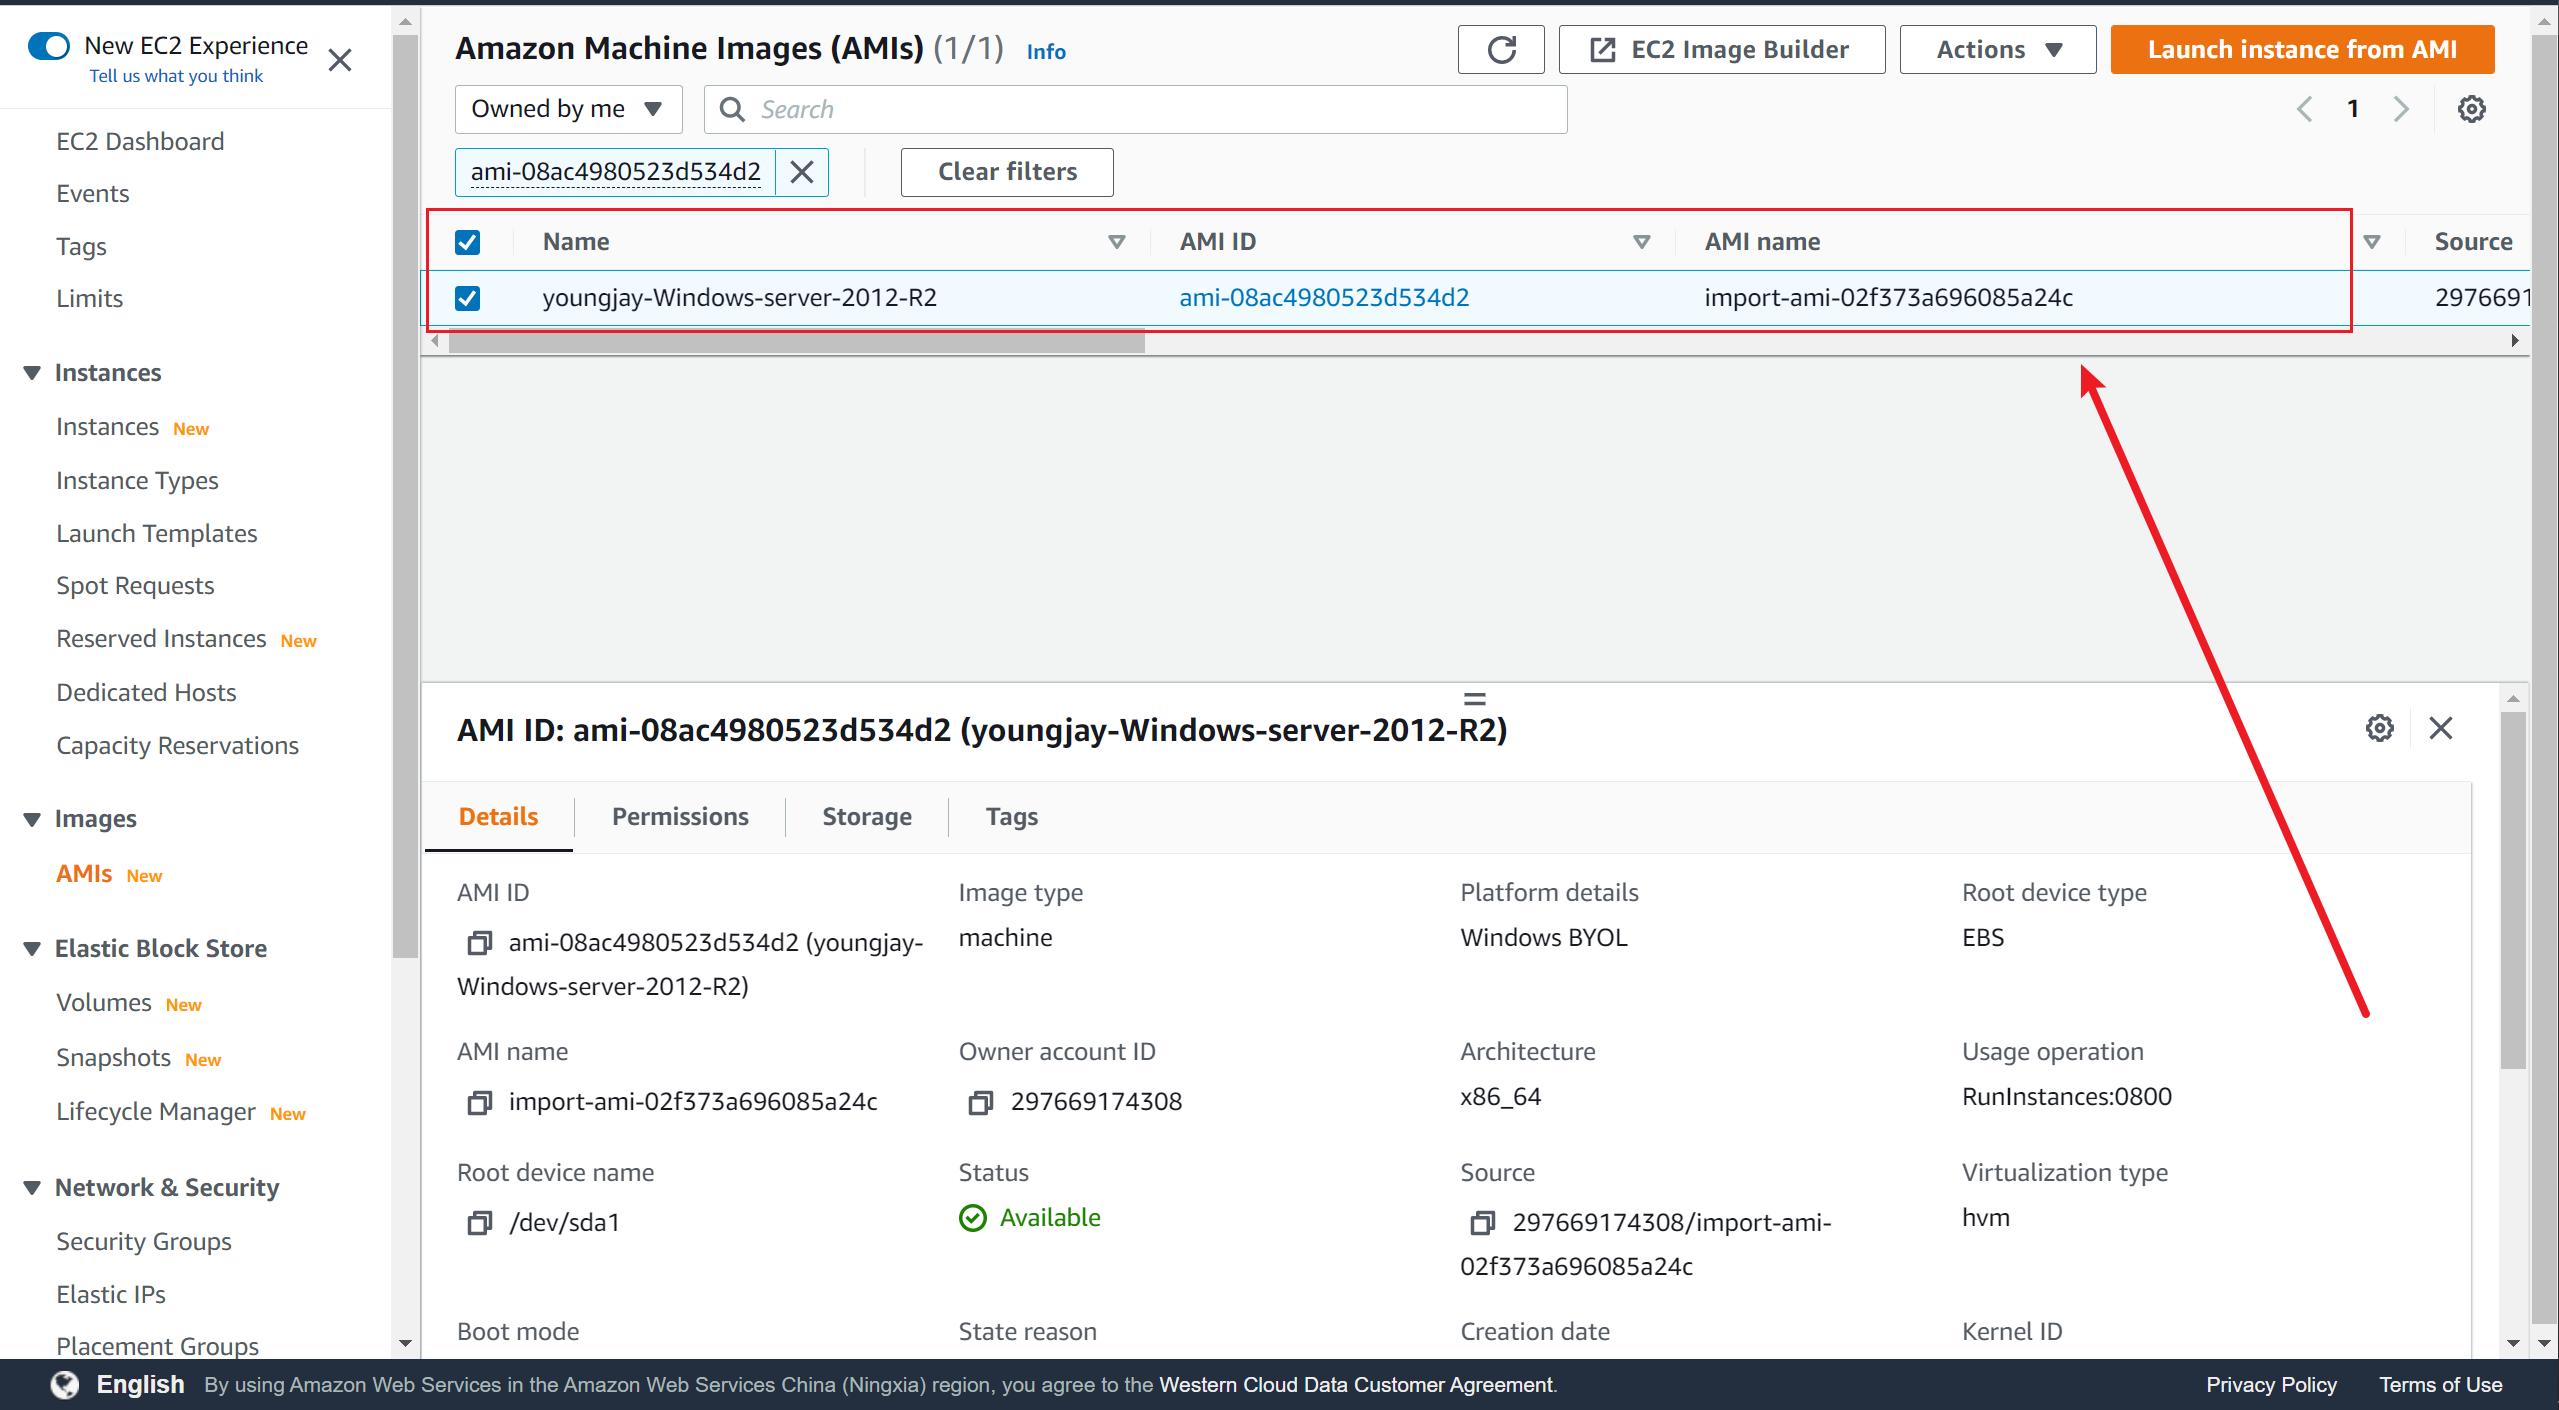 New EC2 Experience
Tell us what you think
EC2 Dashboard
Events
Tags
Limits
Instances
Instances New
Instance Types
Launch Templates
Spot Requests
Reserved Instances New
Dedicated Hosts
Capacity Reservations
Images
AMIs New
Elastic Block Store
Volumes New
Snapshots New
Lifecycle Manager New
Network & Security
Security Groups
Elastic IPs
Placement Groups
Amazon Machine Images (AMIs) (1/1) Info
EC2 Image Builder
Actions
Launch instance from AMI
Owned by me
Search
1
ami-08ac4980523d534d2
Clear filters
Name AMI ID AMI name Source
youngjay-Windows-server-2012-R2 ami-08ac4980523d534d2 import-ami-02f373a696085a24c 2976691
AMI ID: ami-08ac4980523d534d2 (youngjay-Windows-server-2012-R2)
Details Permissions Storage Tags
AMI ID
ami-08ac4980523d534d2 (youngjay-
Windows-server-2012-R2)
Image type
machine
Platform details
Windows BYOL
Root device type
EBS
AMI name
import-ami-02f373a696085a24c
Owner account ID
297669174308
Architecture
x86_64
Usage operation
RunInstances:0800
Root device name
/dev/sda1
Status
Available
Source
297669174308/import-ami-
02f373a696085a24c
Virtualization type
hvm
Boot mode
State reason
Creation date
Kernel ID
English By using Amazon Web Services in the Amazon Web Services China (Ningxia) region, you agree to the Western Cloud Data Customer Agreement.
Privacy Policy Terms of Use